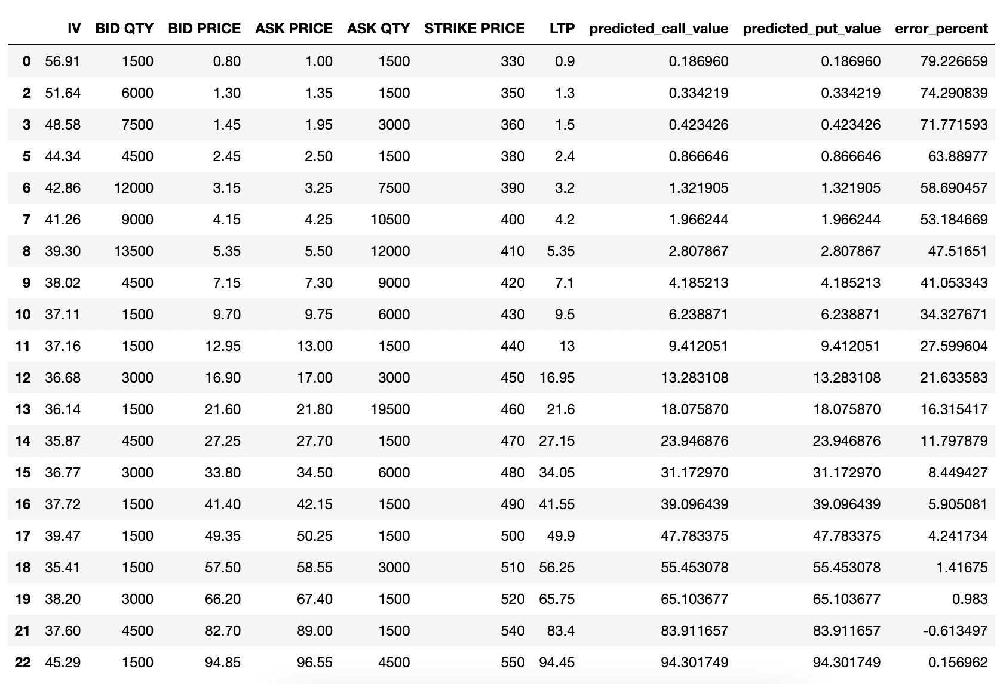 IV BID QTY BID PRICE ASK PRICE ASK QTY STRIKE PRICE LTP predicted_call_value predicted_put_value error_percent
0 56.91 1500 0.80 1.00 1500 330 0.9 0.186960 0.186960 79.226659
2 51.64 6000 1.30 1.35 1500 350 1.3 0.334219 0.334219 74.290839
3 48.58 7500 1.45 1.95 3000 360 1.5 0.423426 0.423426 71.771593
5 44.34 4500 2.45 2.50 1500 380 2.4 0.866646 0.866646 63.88977
6 42.86 12000 3.15 3.25 7500 390 3.2 1.321905 1.321905 58.690457
7 41.26 9000 4.15 4.25 10500 400 4.2 1.966244 1.966244 53.184669
8 39.30 13500 5.35 5.50 12000 410 5.35 2.807867 2.807867 47.51651
9 38.02 4500 7.15 7.30 9000 420 7.1 4.185213 4.185213 41.053343
10 37.11 1500 9.70 9.75 6000 430 9.5 6.238871 6.238871 34.327671
11 37.16 1500 12.95 13.00 1500 440 13 9.412051 9.412051 27.599604
12 36.68 3000 16.90 17.00 3000 450 16.95 13.283108 13.283108 21.633583
13 36.14 1500 21.60 21.80 19500 460 21.6 18.075870 18.075870 16.315417
14 35.87 4500 27.25 27.70 1500 470 27.15 23.946876 23.946876 11.797879
15 36.77 3000 33.80 34.50 6000 480 34.05 31.172970 31.172970 8.449427
16 37.72 1500 41.40 42.15 1500 490 41.55 39.096439 39.096439 5.905081
17 39.47 1500 49.35 50.25 1500 500 49.9 47.783375 47.783375 4.241734
18 35.41 1500 57.50 58.55 3000 510 56.25 55.453078 55.453078 1.41675
19 38.20 3000 66.20 67.40 1500 520 65.75 65.103677 65.103677 0.983
21 37.60 4500 82.70 89.00 1500 540 83.4 83.911657 83.911657 -0.613497
22 45.29 1500 94.85 96.55 4500 550 94.45 94.301749 94.301749 0.156962